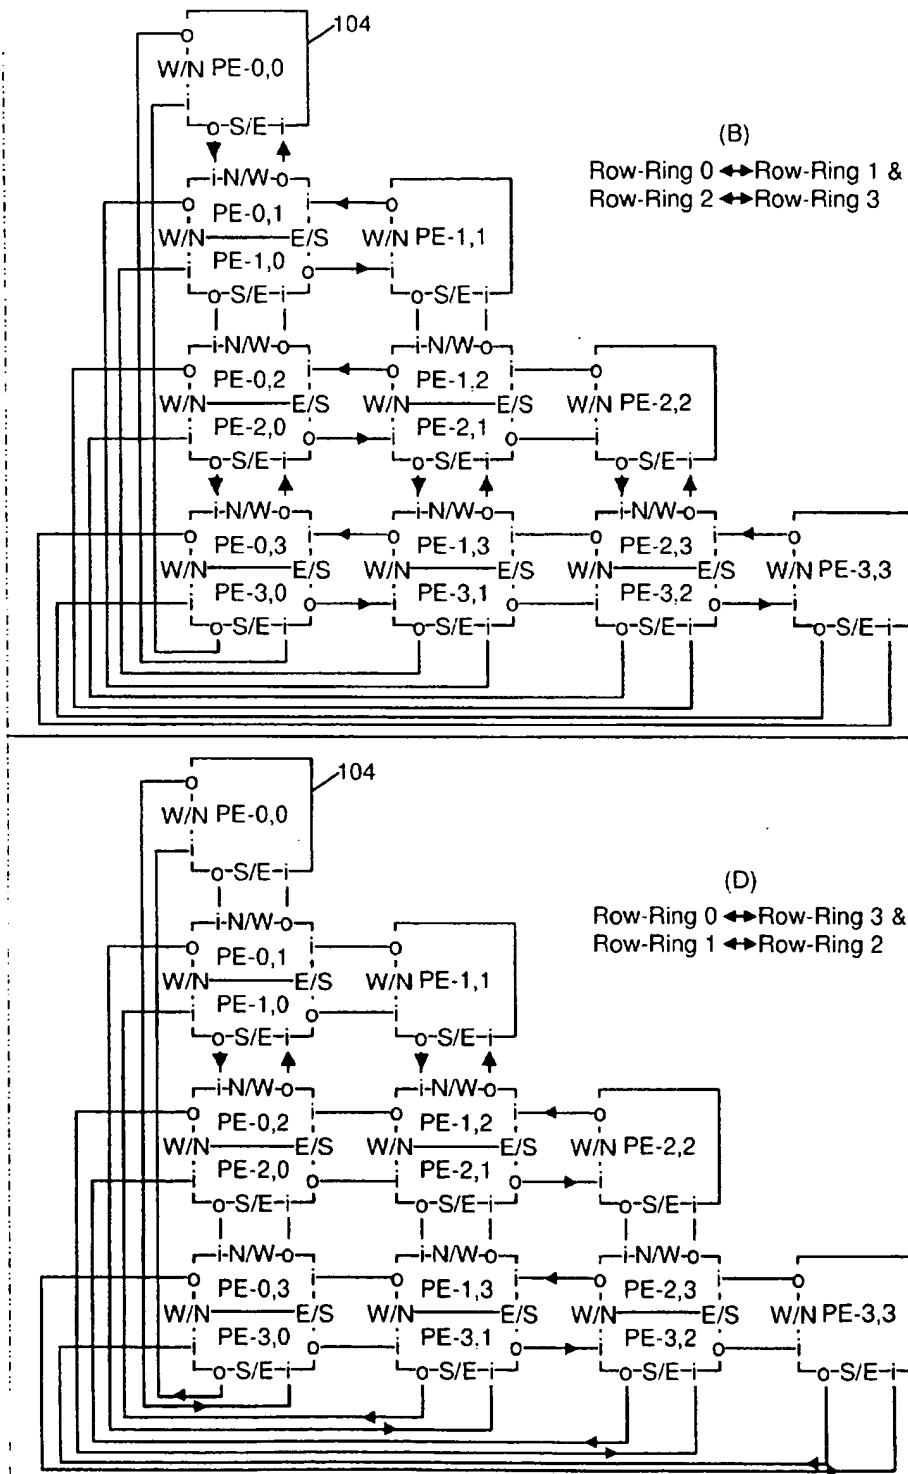 104
o
W/N PE-0,0
i
o S/E i
(B)
Row-Ring 0 ↔ Row-Ring 1 &
Row-Ring 2 ↔ Row-Ring 3
i N/W o
o PE-0,1 i o
W/N E/S W/N PE-1,1
i PE-1,0 o i
o S/E i o S/E i
i N/W o i N/W o
o PE-0,2 i o PE-1,2 i o
W/N E/S W/N E/S W/N PE-2,2
i PE-2,0 o i PE-2,1 o i
o S/E i o S/E i o S/E i
i N/W o i N/W o i N/W o
o PE-0,3 i o PE-1,3 i o PE-2,3 i o
W/N E/S W/N E/S W/N E/S W/N PE-3,3
i PE-3,0 o i PE-3,1 o i PE-3,2 o i
o S/E i o S/E i o S/E i o S/E i
104
o
W/N PE-0,0
i
o S/E i
(D)
Row-Ring 0 ↔ Row-Ring 3 &
Row-Ring 1 ↔ Row-Ring 2
i N/W o
o PE-0,1 i o
W/N E/S W/N PE-1,1
i PE-1,0 o i
o S/E i o S/E i
i N/W o i N/W o
o PE-0,2 i o PE-1,2 i o
W/N E/S W/N E/S W/N PE-2,2
i PE-2,0 o i PE-2,1 o i
o S/E i o S/E i o S/E i
i N/W o i N/W o i N/W o
o PE-0,3 i o PE-1,3 i o PE-2,3 i o
W/N E/S W/N E/S W/N E/S W/N PE-3,3
i PE-3,0 o i PE-3,1 o i PE-3,2 o i
o S/E i o S/E i o S/E i o S/E i